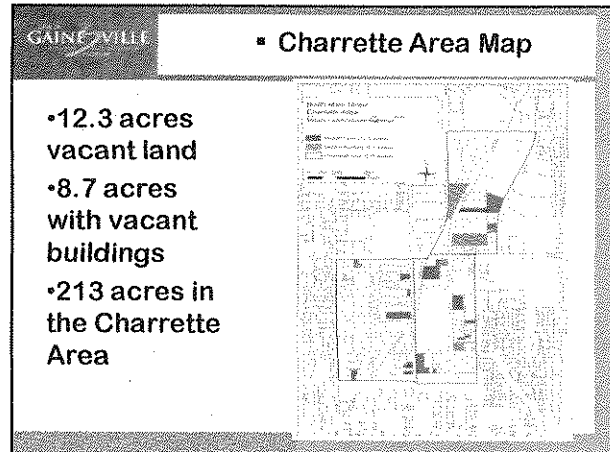 GAINESVILLE
▪ Charrette Area Map
•12.3 acres
vacant land
•8.7 acres
with vacant
buildings
•213 acres in
the Charrette
Area